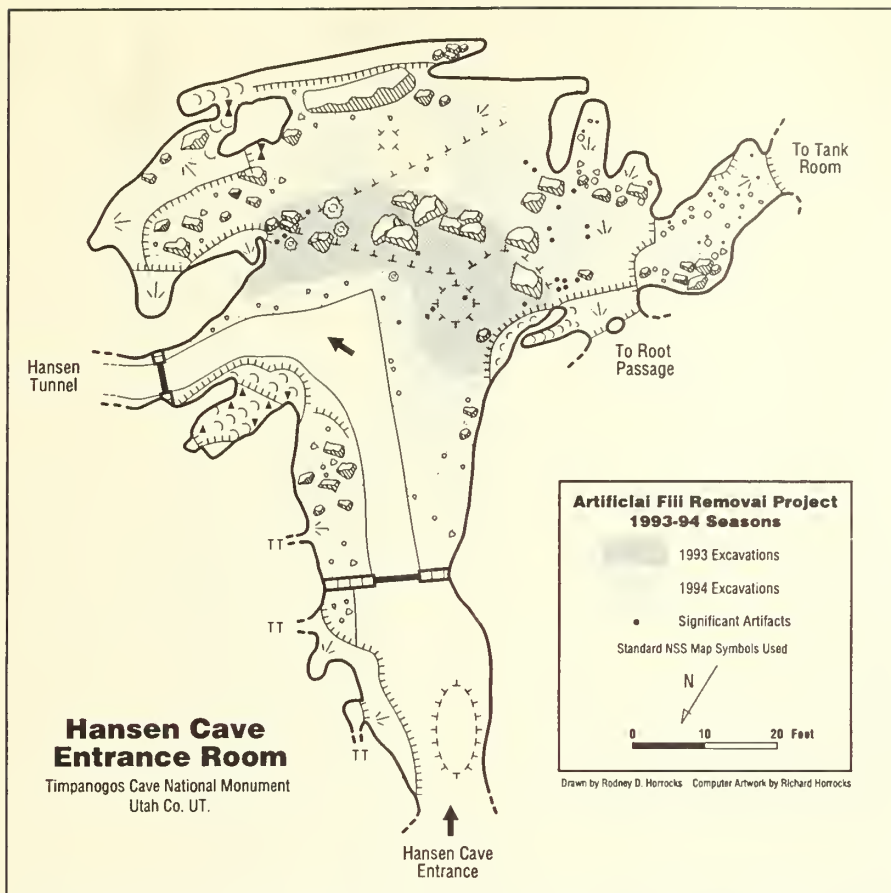 To Tank
Room
Hansen
Tunnel
To Root
Passage
TT
TT
TT
Artificial Fill Removal Project
1993-94 Seasons
1993 Excavations
1994 Excavations
Significant Artifacts
Standard NSS Map Symbols Used
N
0 10 20 Feet
Drawn by Rodney D. Horrocks Computer Artwork by Richard Horrocks
Hansen Cave
Entrance Room
Timpanogos Cave National Monument
Utah Co. UT.
Hansen Cave
Entrance